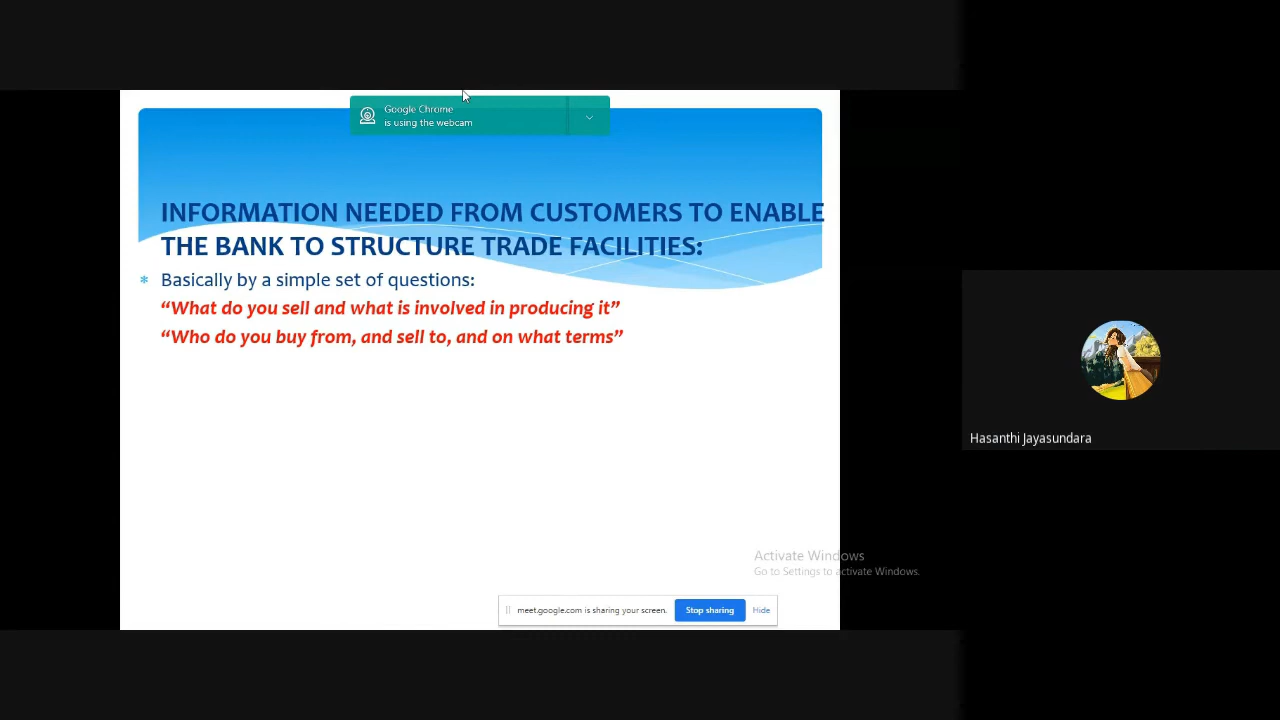 Google Chrome
is using the webcam
INFORMATION NEEDED FROM CUSTOMERS TO ENABLE
THE BANK TO STRUCTURE TRADE FACILITIES:
Basically by a simple set of questions:
“What do you sell and what is involved in producing it”
“Who do you buy from, and sell to, and on what terms”
Hasanthi Jayasundara
Activate Windows
Go to Settings to activate Windows.
meet.google.com is sharing your screen. Stop sharing Hide